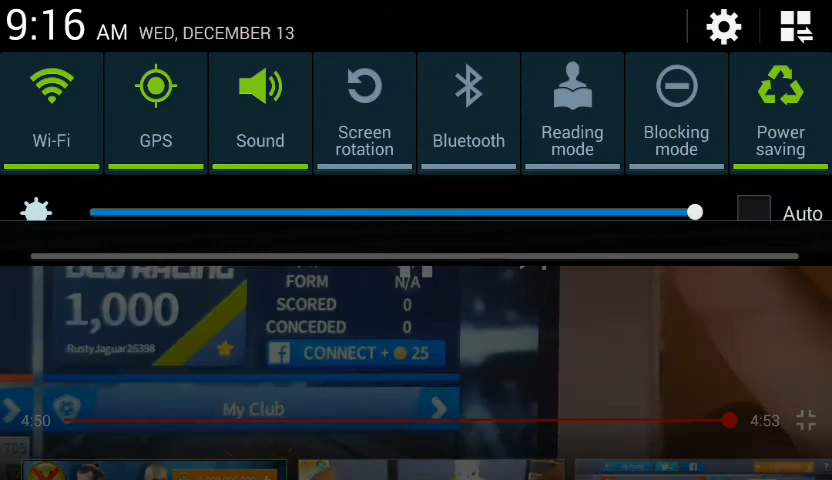 9:16 AM WED, DECEMBER 13
Wi-Fi
GPS
Sound
Screen
rotation
Bluetooth
Reading
mode
Blocking
mode
Power
saving
Auto
RACING
1,000
RustyJaguar26398
FORM N/A
SCORED 0
CONCEDED 0
CONNECT + 25
My Club
4:50
4:53